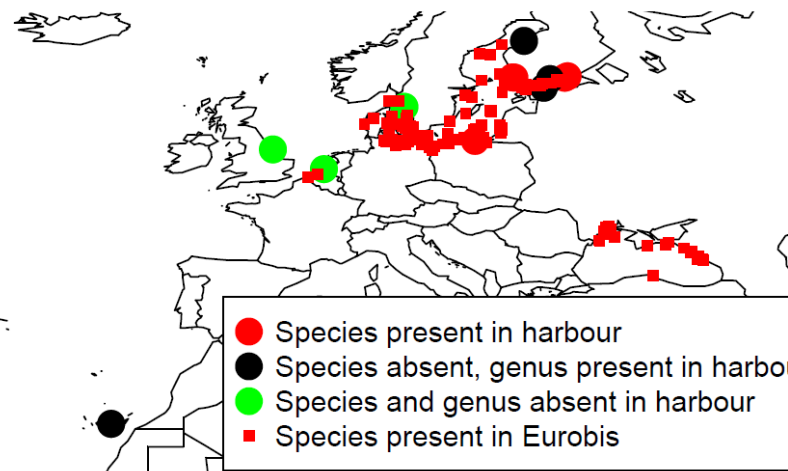 Species present in harbour
Species absent, genus present in harbou
Species and genus absent in harbour
Species present in Eurobis